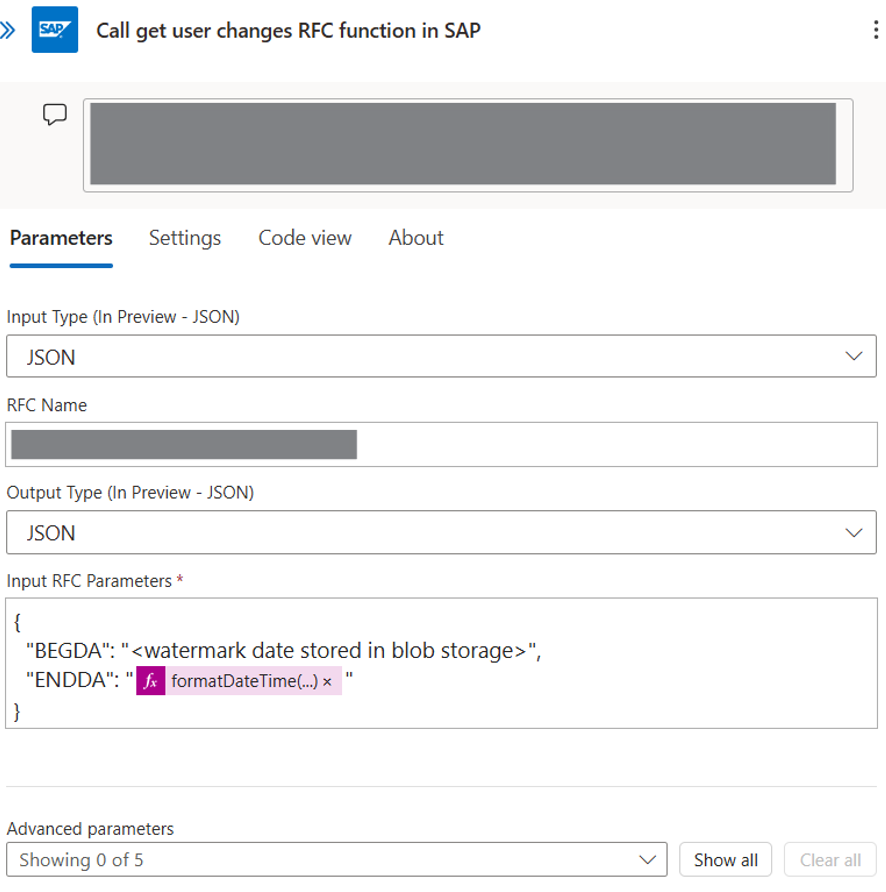 SAP
Call get user changes RFC function in SAP
Parameters Settings Code view About
Input Type (In Preview - JSON)
JSON
RFC Name
Output Type (In Preview - JSON)
JSON
Input RFC Parameters *
{
"BEGDA": "<watermark date stored in blob storage>",
"ENDDA": " fx formatDateTime(...) × "
}
Advanced parameters
Showing 0 of 5 Show all Clear all